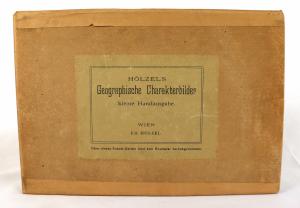 HÖLZELS
Geographische Charakterbilder
kleine Handausgabe.
WIEN
ED. HÖLZEL.